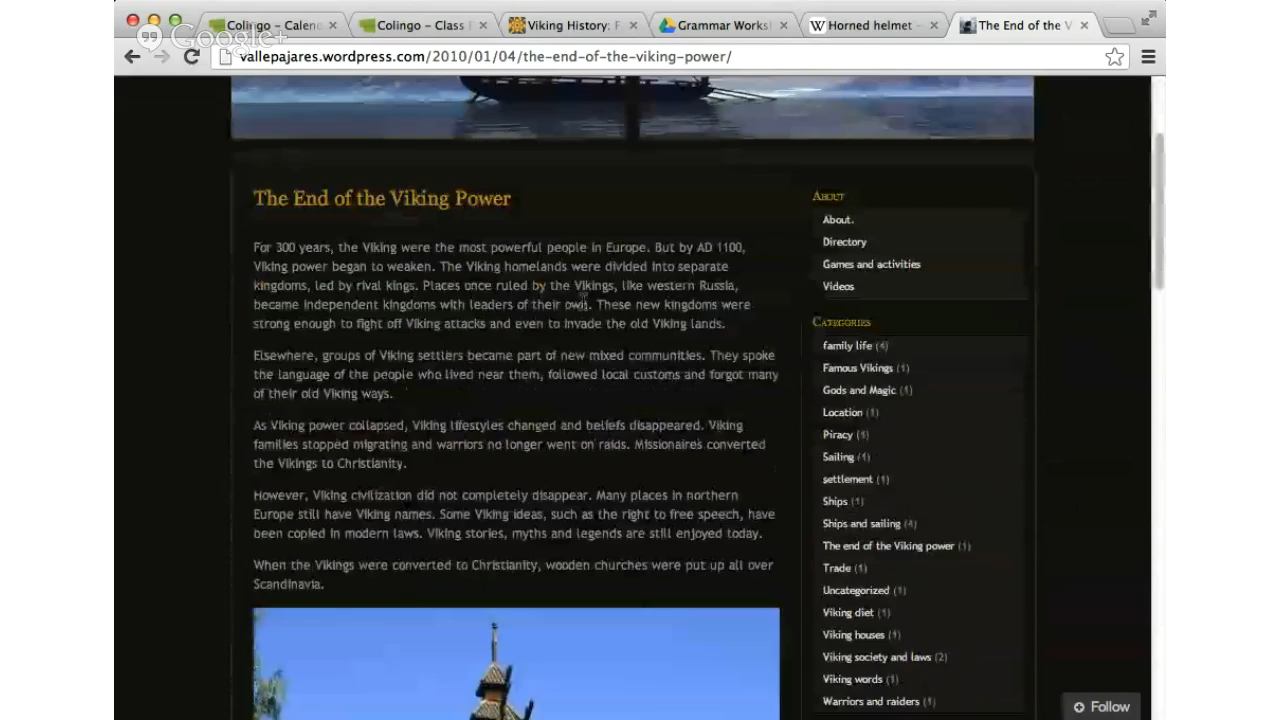 Colingo – Calen
Colingo – Class F
Viking History: F
Grammar Works
Horned helmet –
The End of the V
Google+
vallepajares.wordpress.com/2010/01/04/the-end-of-the-viking-power/
The End of the Viking Power
For 300 years, the Viking were the most powerful people in Europe. But by AD 1100,
Viking power began to weaken. The Viking homelands were divided into separate
kingdoms, led by rival kings. Places once ruled by the Vikings, like western Russia,
became independent kingdoms with leaders of their own. These new kingdoms were
strong enough to fight off Viking attacks and even to invade the old Viking lands.
Elsewhere, groups of Viking settlers became part of new mixed communities. They spoke
the language of the people who lived near them, followed local customs and forgot many
of their old Viking ways.
As Viking power collapsed, Viking lifestyles changed and beliefs disappeared. Viking
families stopped migrating and warriors no longer went on raids. Missionaires converted
the Vikings to Christianity.
However, Viking civilization did not completely disappear. Many places in northern
Europe still have Viking names. Some Viking ideas, such as the right to free speech, have
been copied in modern laws. Viking stories, myths and legends are still enjoyed today.
When the Vikings were converted to Christianity, wooden churches were put up all over
Scandinavia.
About
About.
Directory
Games and activities
Videos
Categories
family life (4)
Famous Vikings (1)
Gods and Magic (1)
Location (1)
Piracy (1)
Sailing (1)
settlement (1)
Ships (1)
Ships and sailing (4)
The end of the Viking power (1)
Trade (1)
Uncategorized (1)
Viking diet (1)
Viking houses (1)
Viking society and laws (2)
Viking words (1)
Warriors and raiders (1)
Follow